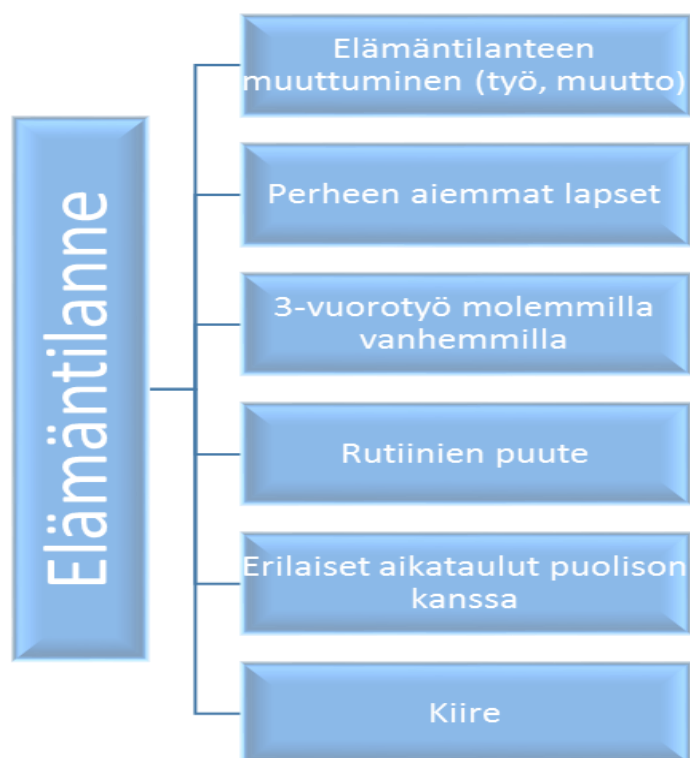 Elämäntilanne
Elämäntilanteen
muuttuminen (työ, muutto)
Perheen aiemmat lapset
3-vuorotyö molemmilla
vanhemmilla
Rutiinien puute
Erilaiset aikataulut puolison
kanssa
Kiire